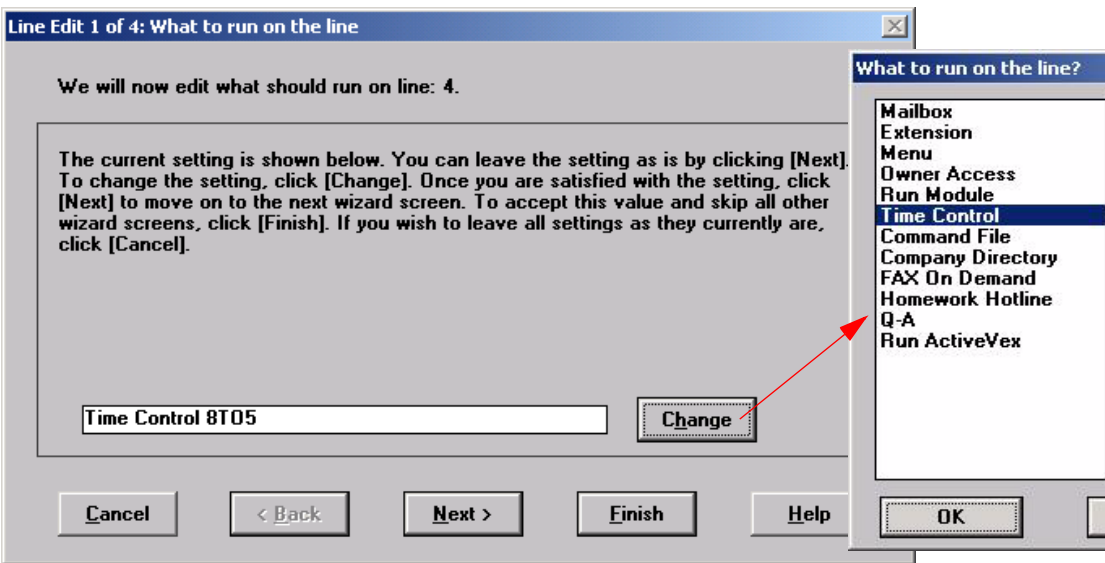 Line Edit 1 of 4: What to run on the line
We will now edit what should run on line: 4.
The current setting is shown below. You can leave the setting as is by clicking [Next].
To change the setting, click [Change]. Once you are satisfied with the setting, click
[Next] to move on to the next wizard screen. To accept this value and skip all other
wizard screens, click [Finish]. If you wish to leave all settings as they currently are,
click [Cancel].
Time Control 8TO5
Change
Cancel
< Back
Next >
Finish
Help
What to run on the line?
Mailbox
Extension
Menu
Owner Access
Run Module
Time Control
Command File
Company Directory
FAX On Demand
Homework Hotline
Q-A
Run ActiveVex
OK